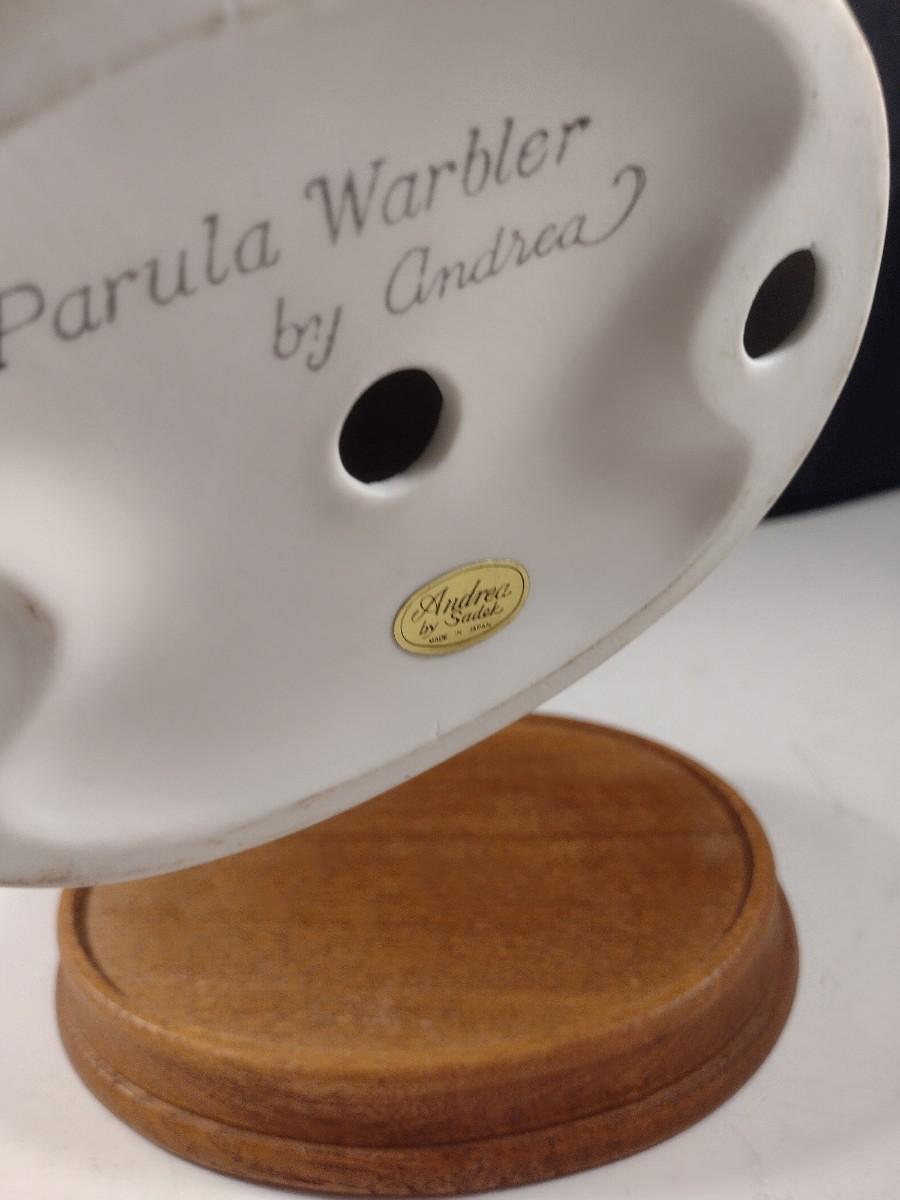 Parula Warbler
by Andrea
Andrea
by Sadek
MADE IN JAPAN